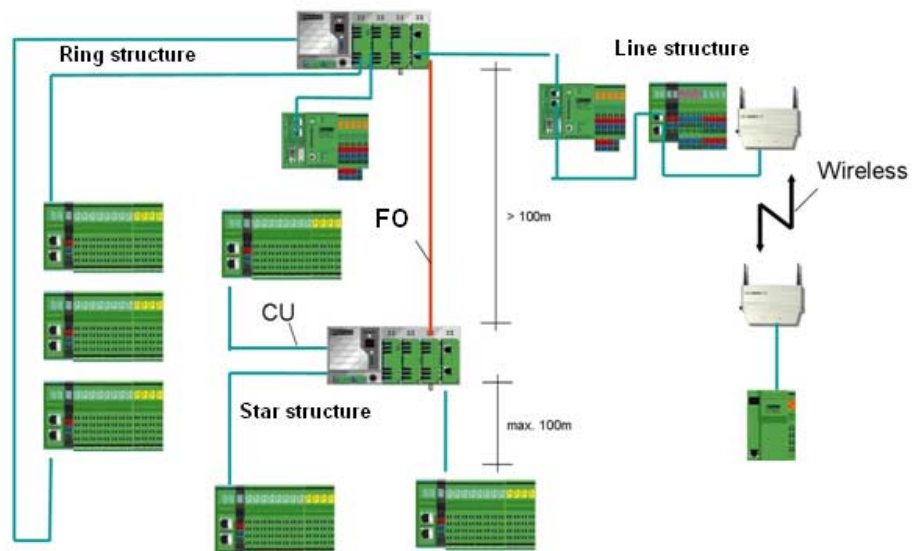 Ring structure
Line structure
Wireless
FO
> 100m
CU
Star structure
max. 100m